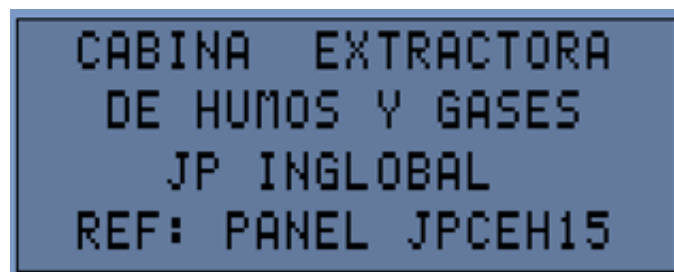 CABINA EXTRACTORA
DE HUMOS Y GASES
JP INGLOBAL
REF: PANEL JPCEH15